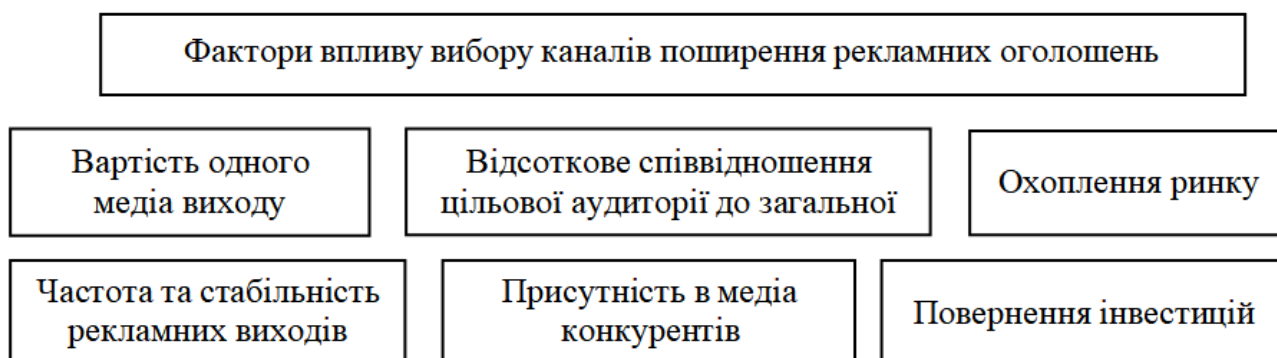 Фактори впливу вибору каналів поширення рекламних оголошень
Вартість одного
медіа виходу
Відсоткове співвідношення
цільової аудиторії до загальної
Охоплення ринку
Частота та стабільність
рекламних виходів
Присутність в медіа
конкурентів
Повернення інвестицій